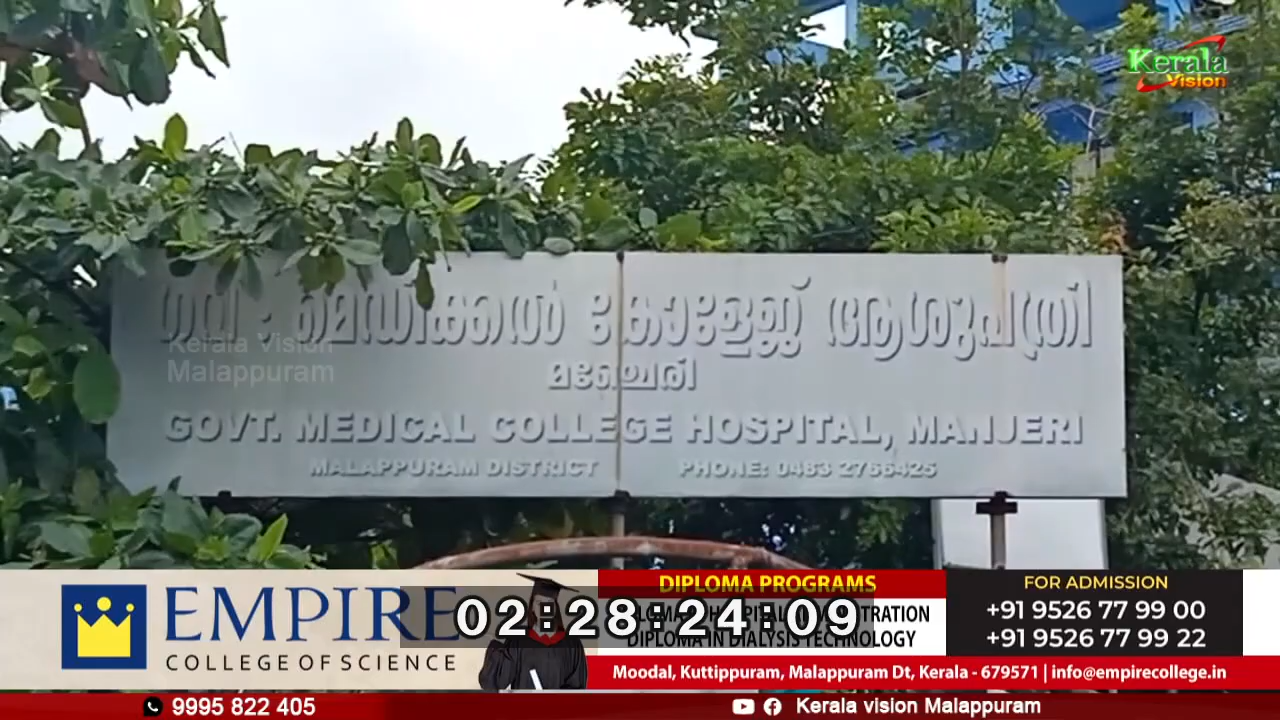 Kerala
Vision
ഗവ : മെഡിക്കൽ കോളേജ് ആശുപത്രി
Kerala Vision
Malappuram
മഞ്ചേരി
GOVT. MEDICAL COLLEGE HOSPITAL, MANJERI
MALAPPURAM DISTRICT PHONE: 0483 2766425
EMPIRE
COLLEGE OF SCIENCE
02:28:24:09
DIPLOMA PROGRAMS
DIPLOMA IN DIALYSIS TECHNOLOGY
Moodal, Kuttippuram, Malappuram Dt, Kerala - 679571 | info@empirecollege.in
FOR ADMISSION
+91 9526 77 99 00
+91 9526 77 99 22
9995 822 405
Kerala vision Malappuram